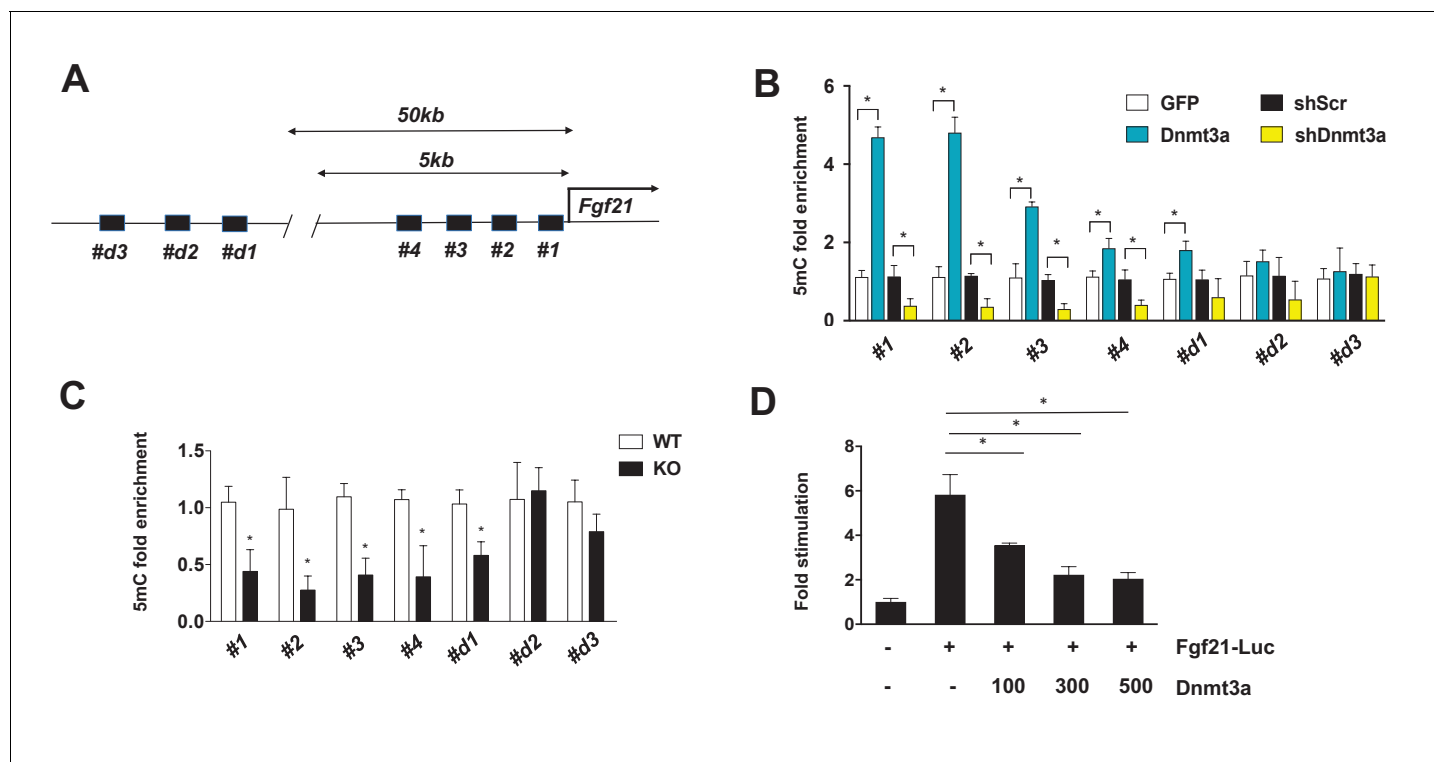 A
50kb
5kb
Fgf21
#d3 #d2 #d1 #4 #3 #2 #1
B
5mC fold enrichment
6
4
2
0
* * * * * * * * *
GFP shScr
Dnmt3a shDnmt3a
#1 #2 #3 #4 #d1 #d2 #d3
C
5mC fold enrichment
1.5
1.0
0.5
0.0
* * * * *
WT
KO
#1 #2 #3 #4 #d1 #d2 #d3
D
Fold stimulation
8
6
4
2
0
*
*
*
- + + + + Fgf21-Luc
- - 100 300 500 Dnmt3a